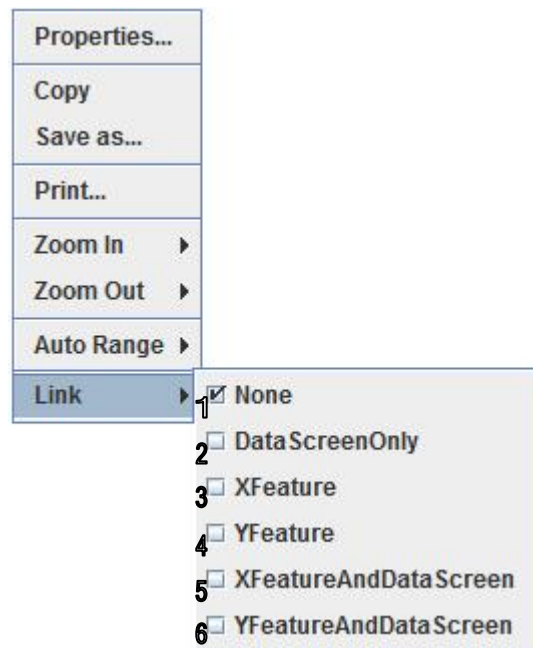 Properties...
Copy
Save as...
Print...
Zoom In
Zoom Out
Auto Range
Link
1 None
2 DataScreenOnly
3 XFeature
4 YFeature
5 XFeatureAndDataScreen
6 YFeatureAndDataScreen